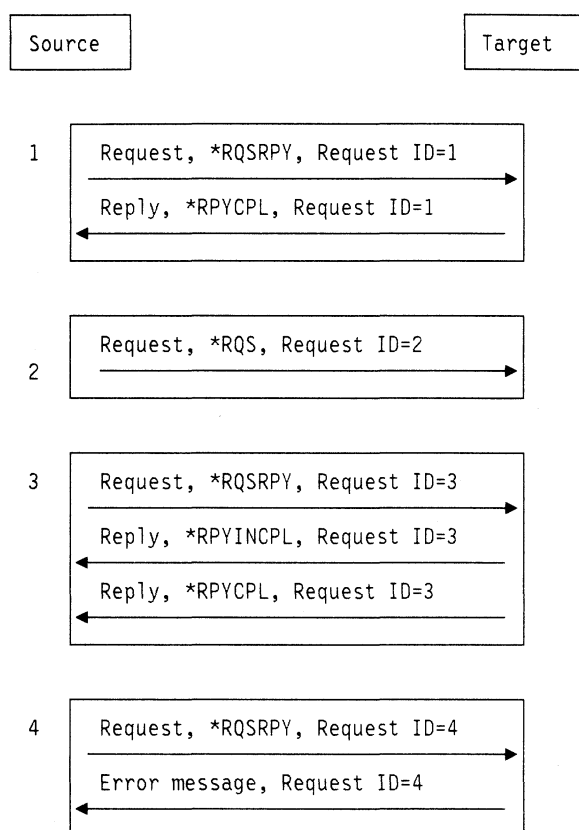 Source
Target
1
Request, *RQSRPY, Request ID=1
Reply, *RPYCPL, Request ID=1
Request, *RQS, Request ID=2
2
3
Request, *RQSRPY, Request ID=3
Reply, *RPYINCPL, Request ID=3
Reply, *RPYCPL, Request ID=3
4
Request, *RQSRPY, Request ID=4
Error message, Request ID=4